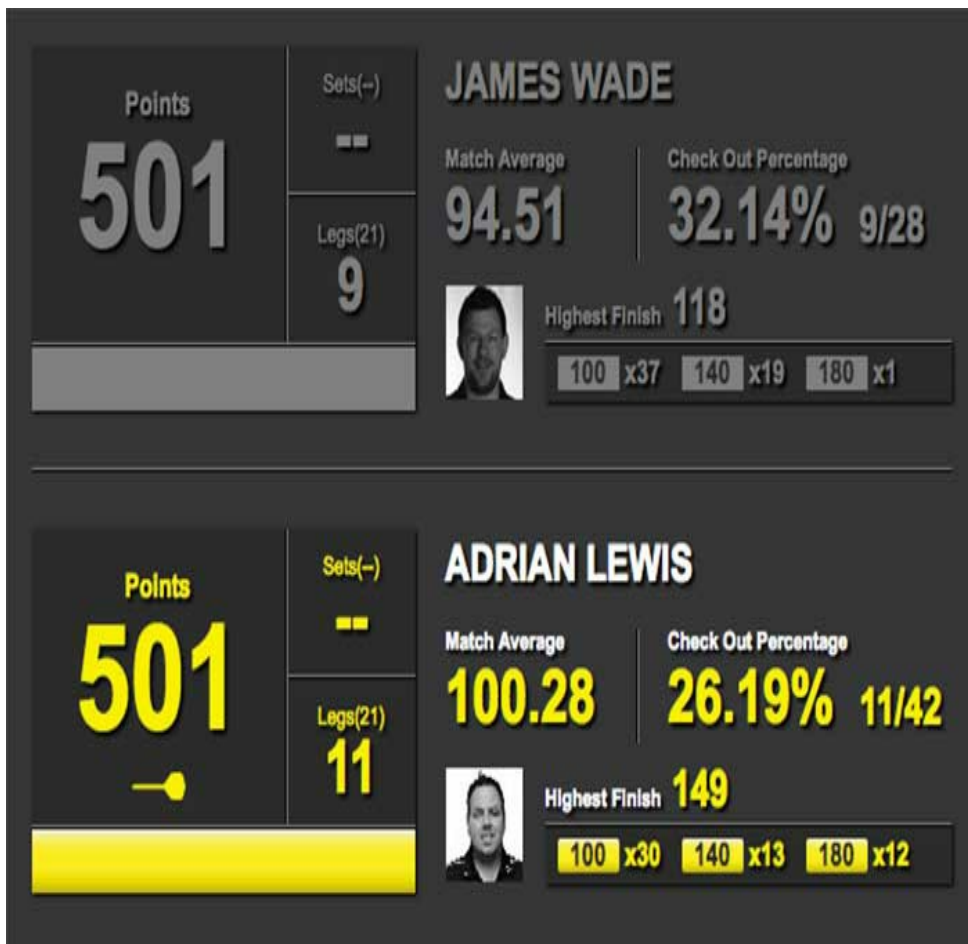 JAMES WADE
Points
501
Sets(--)
--
Legs(21)
9
Match Average
94.51
Check Out Percentage
32.14% 9/28
Highest Finish 118
100 x37 140 x19 180 x1
ADRIAN LEWIS
Points
501
Sets(--)
--
Legs(21)
11
Match Average
100.28
Check Out Percentage
26.19% 11/42
Highest Finish 149
100 x30 140 x13 180 x12